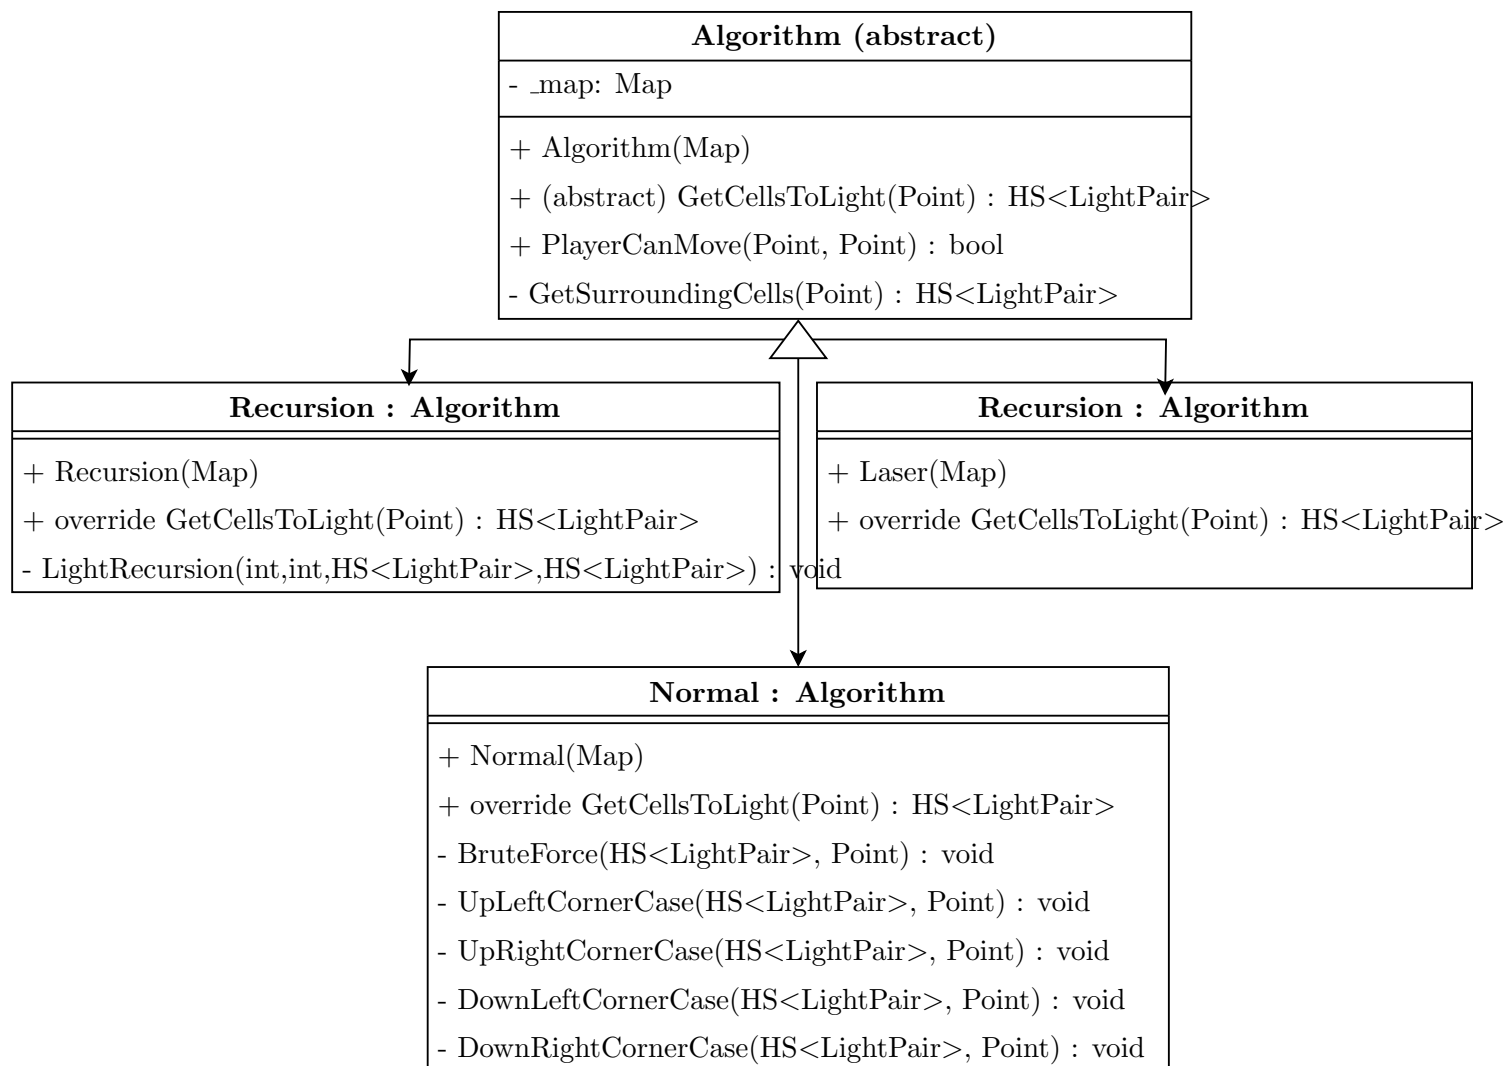 Algorithm (abstract)
- _map: Map
+ Algorithm(Map)
+ (abstract) GetCellsToLight(Point) : HS<LightPair>
+ PlayerCanMove(Point, Point) : bool
- GetSurroundingCells(Point) : HS<LightPair>
Recursion : Algorithm
+ Recursion(Map)
+ override GetCellsToLight(Point) : HS<LightPair>
- LightRecursion(int,int,HS<LightPair>,HS<LightPair>) : void
Recursion : Algorithm
+ Laser(Map)
+ override GetCellsToLight(Point) : HS<LightPair>
Normal : Algorithm
+ Normal(Map)
+ override GetCellsToLight(Point) : HS<LightPair>
- BruteForce(HS<LightPair>, Point) : void
- UpLeftCornerCase(HS<LightPair>, Point) : void
- UpRightCornerCase(HS<LightPair>, Point) : void
- DownLeftCornerCase(HS<LightPair>, Point) : void
- DownRightCornerCase(HS<LightPair>, Point) : void